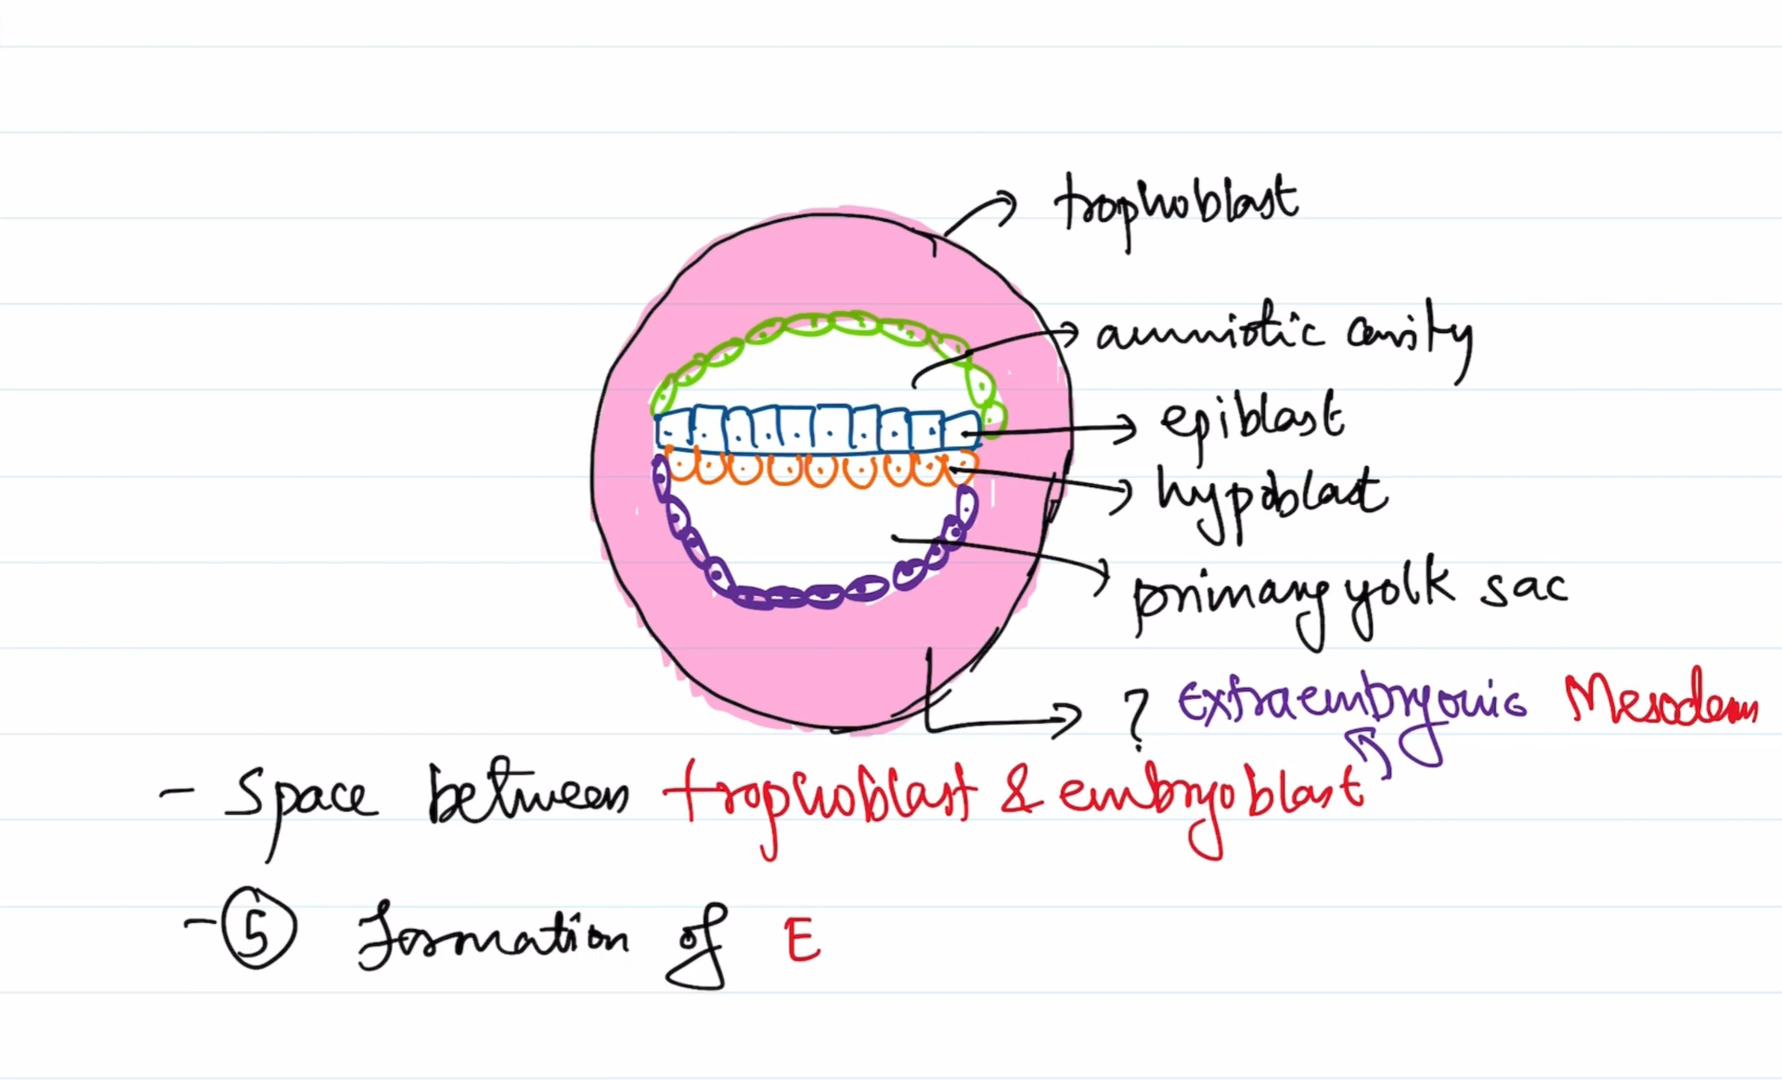 trophoblast
amniotic cavity
epiblast
hypoblast
primary yolk sac
? Extraembryonic Mesoderm
- Space between trophoblast & embryoblast
- 5 Formation of E